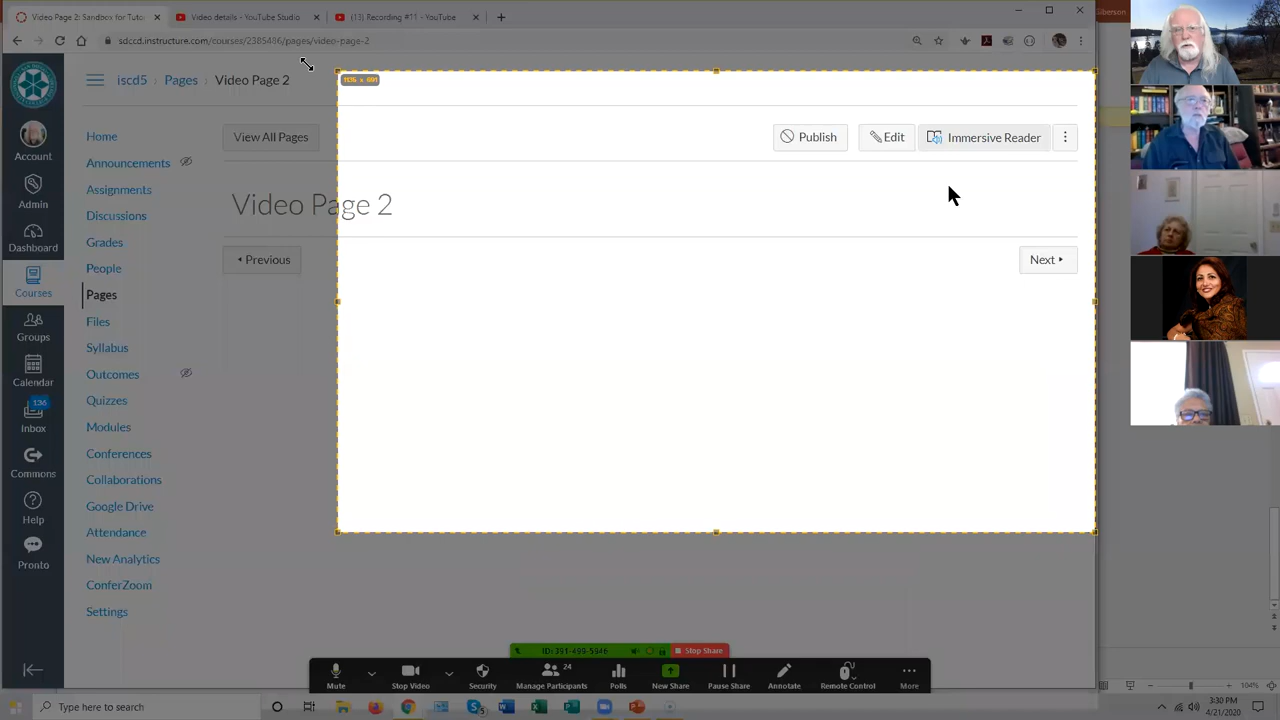 Video Page 2: Sandbox for Tuto
Video details - YouTube Studio
(13) Recording #11 - YouTube
Giberson
sdccd.instructure.com/courses/2385486/pages/video-page-2
iscd5 > Pages > Video Page 2
View All Pages
Publish
Edit
Immersive Reader
Video Page 2
Previous
Next
Account
Admin
Dashboard
Courses
Groups
Calendar
136
Inbox
Commons
Help
Pronto
Home
Announcements
Assignments
Discussions
Grades
People
Pages
Files
Syllabus
Outcomes
Quizzes
Modules
Conferences
Collaborations
Google Drive
Attendance
New Analytics
ConferZoom
Settings
Stop Share
Mute
Stop Video
Security
24
Manage Participants
Polls
New Share
Pause Share
Annotate
Remote Control
More
104%
Type here to search
3:30 PM
4/21/2020